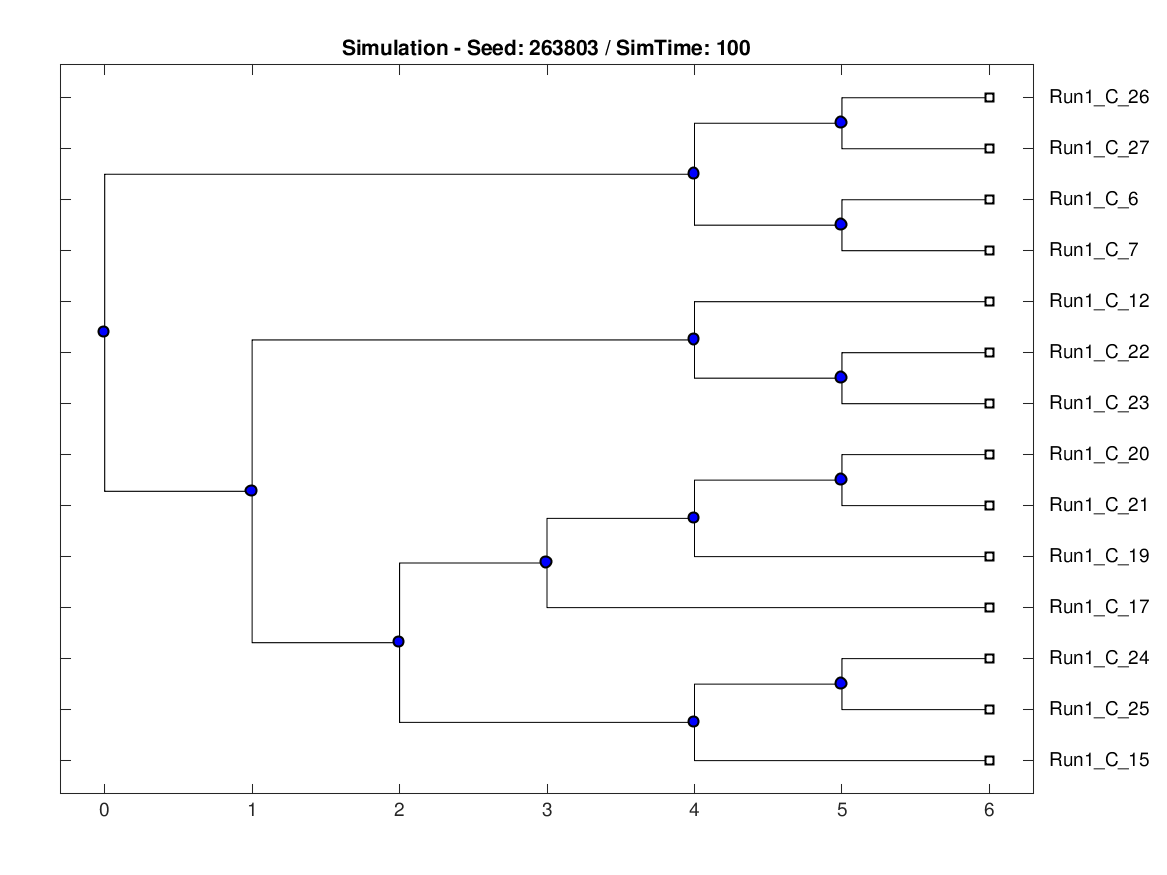 Simulation - Seed: 263803 / SimTime: 100
Run1_C_26
Run1_C_27
Run1_C_6
Run1_C_7
Run1_C_12
Run1_C_22
Run1_C_23
Run1_C_20
Run1_C_21
Run1_C_19
Run1_C_17
Run1_C_24
Run1_C_25
Run1_C_15
0 1 2 3 4 5 6